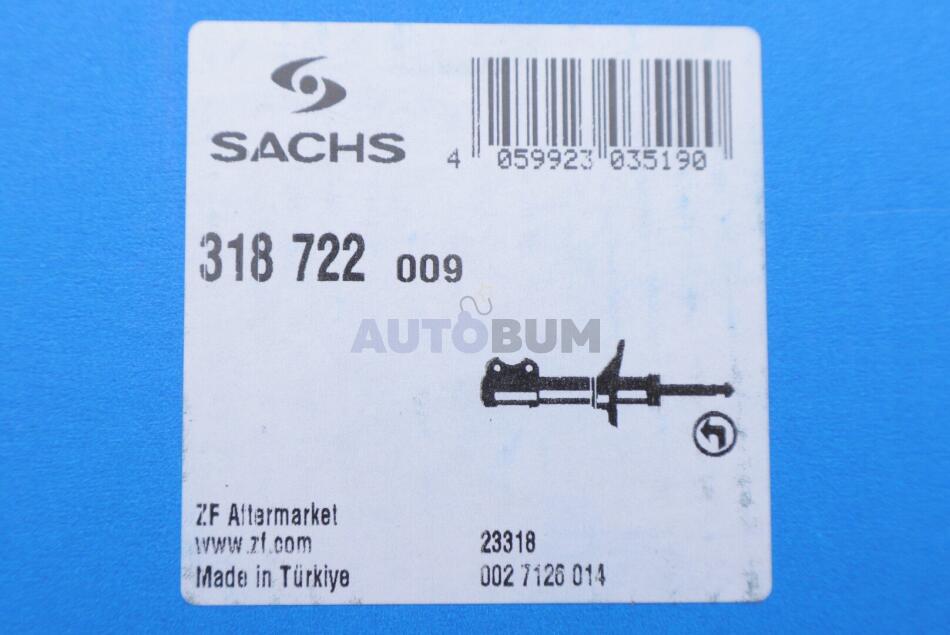 SACHS
4 059923 035190
318 722 009
AUTOBUM
ZF Aftermarket
www.zf.com
Made in Türkiye
23318
002 7126 014